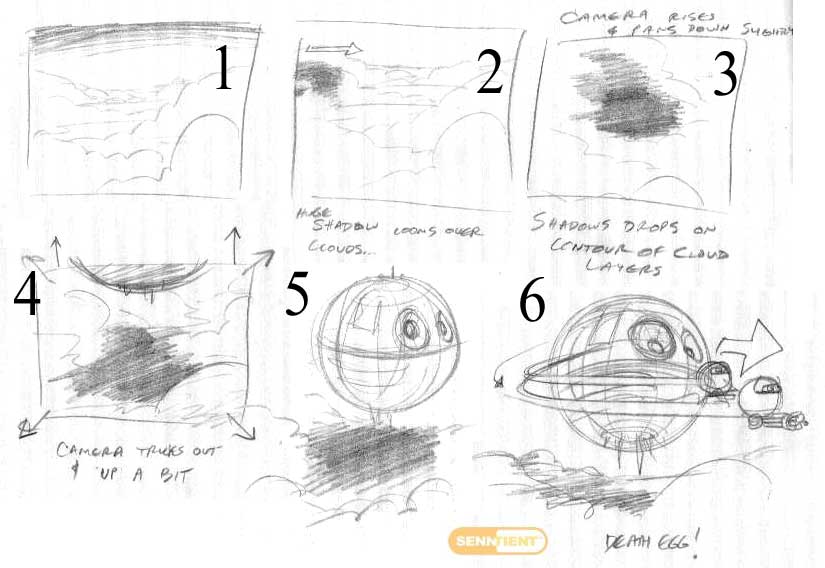 CAMERA RISES
& PANS DOWN SLIGHTLY
1
2
3
HUGE
SHADOW LOOMS OVER
CLOUDS...
SHADOWS DROPS ON
CONTOUR OF CLOUD
LAYERS
4
5
6
CAMERA TRUCKS OUT
& UP A BIT
SENNTIENT
DEATH EGG!